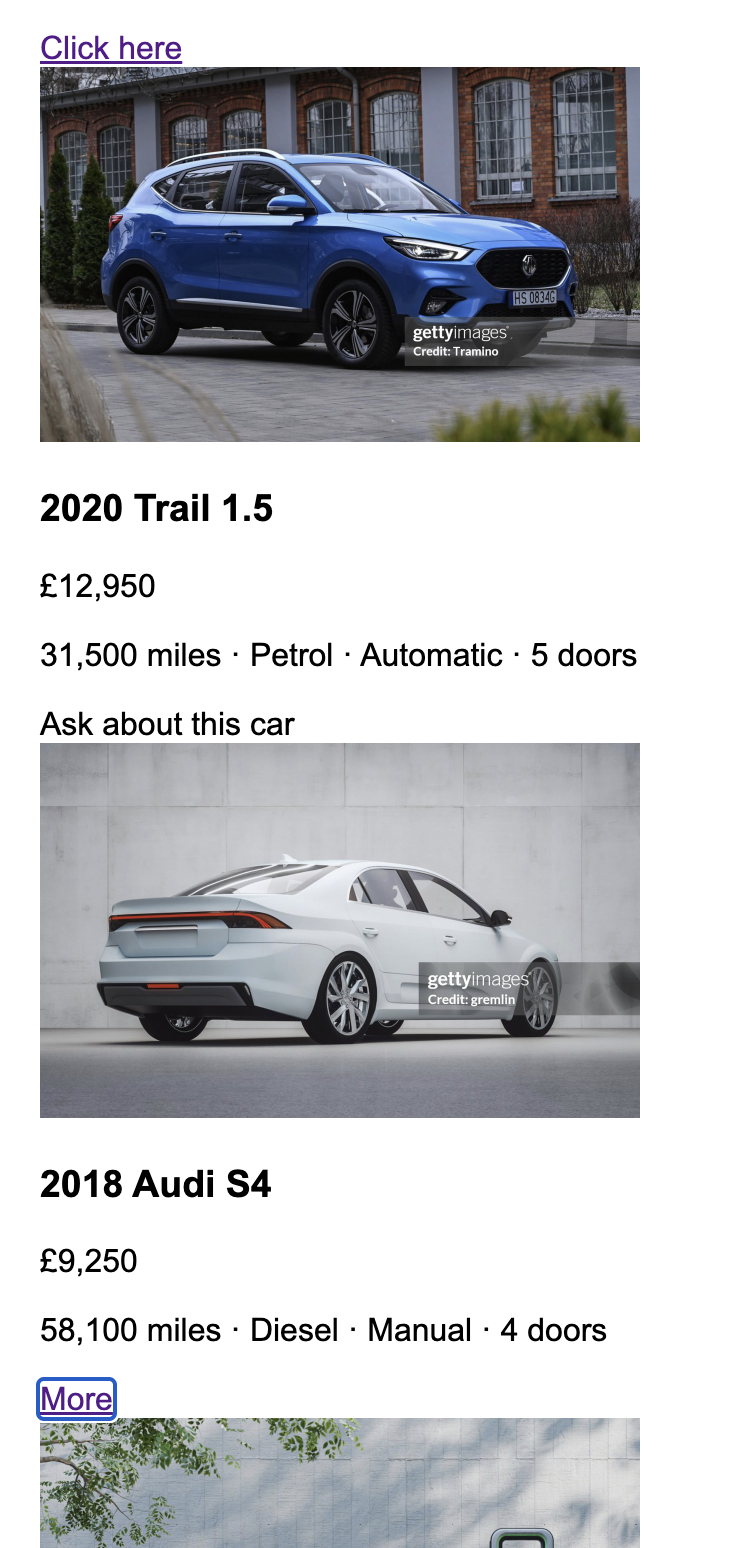 Click here
HS 0834G
gettyimages
Credit: Tramino
2020 Trail 1.5
£12,950
31,500 miles · Petrol · Automatic · 5 doors
Ask about this car
gettyimages
Credit: gremlin
2018 Audi S4
£9,250
58,100 miles · Diesel · Manual · 4 doors
More